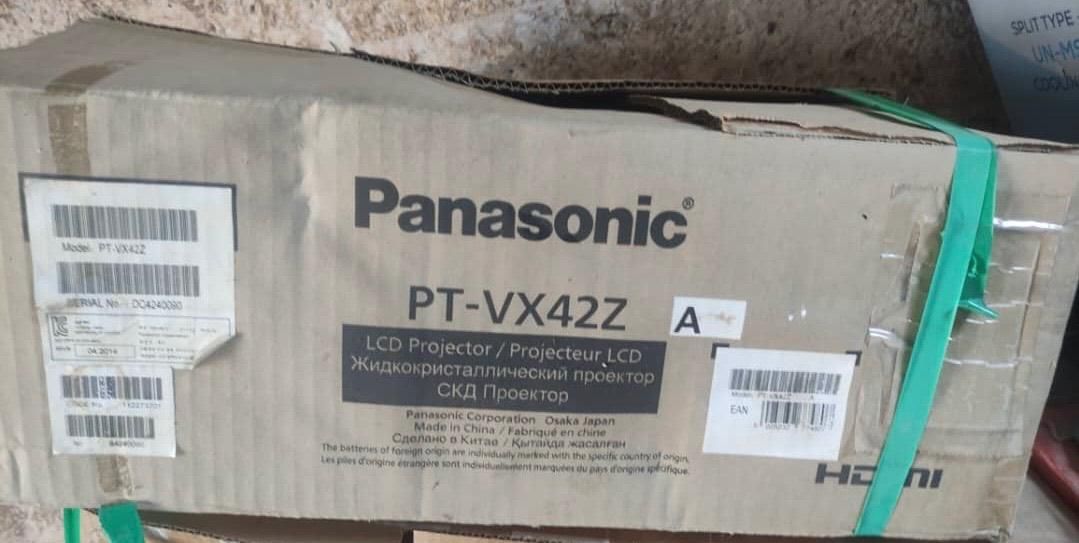 SPLIT TYPE
Panasonic®
Model: PT-VX42Z
SERIAL No. DC4240090
04.2014
PT-VX42Z
A
LCD Projector / Projecteur LCD
Жидкокристаллический проектор
СКД Проектор
Panasonic Corporation Osaka Japan
Made in China / Fabriqué en chine
Сделано в Китае / Қытайда жасалған
The batteries of foreign origin are individually marked with the specific country of origin.
Les piles d'origine étrangère sont individuellement marquées du pays d'origine spécifique.
Model: PT-VX42Z A
EAN
HDMI